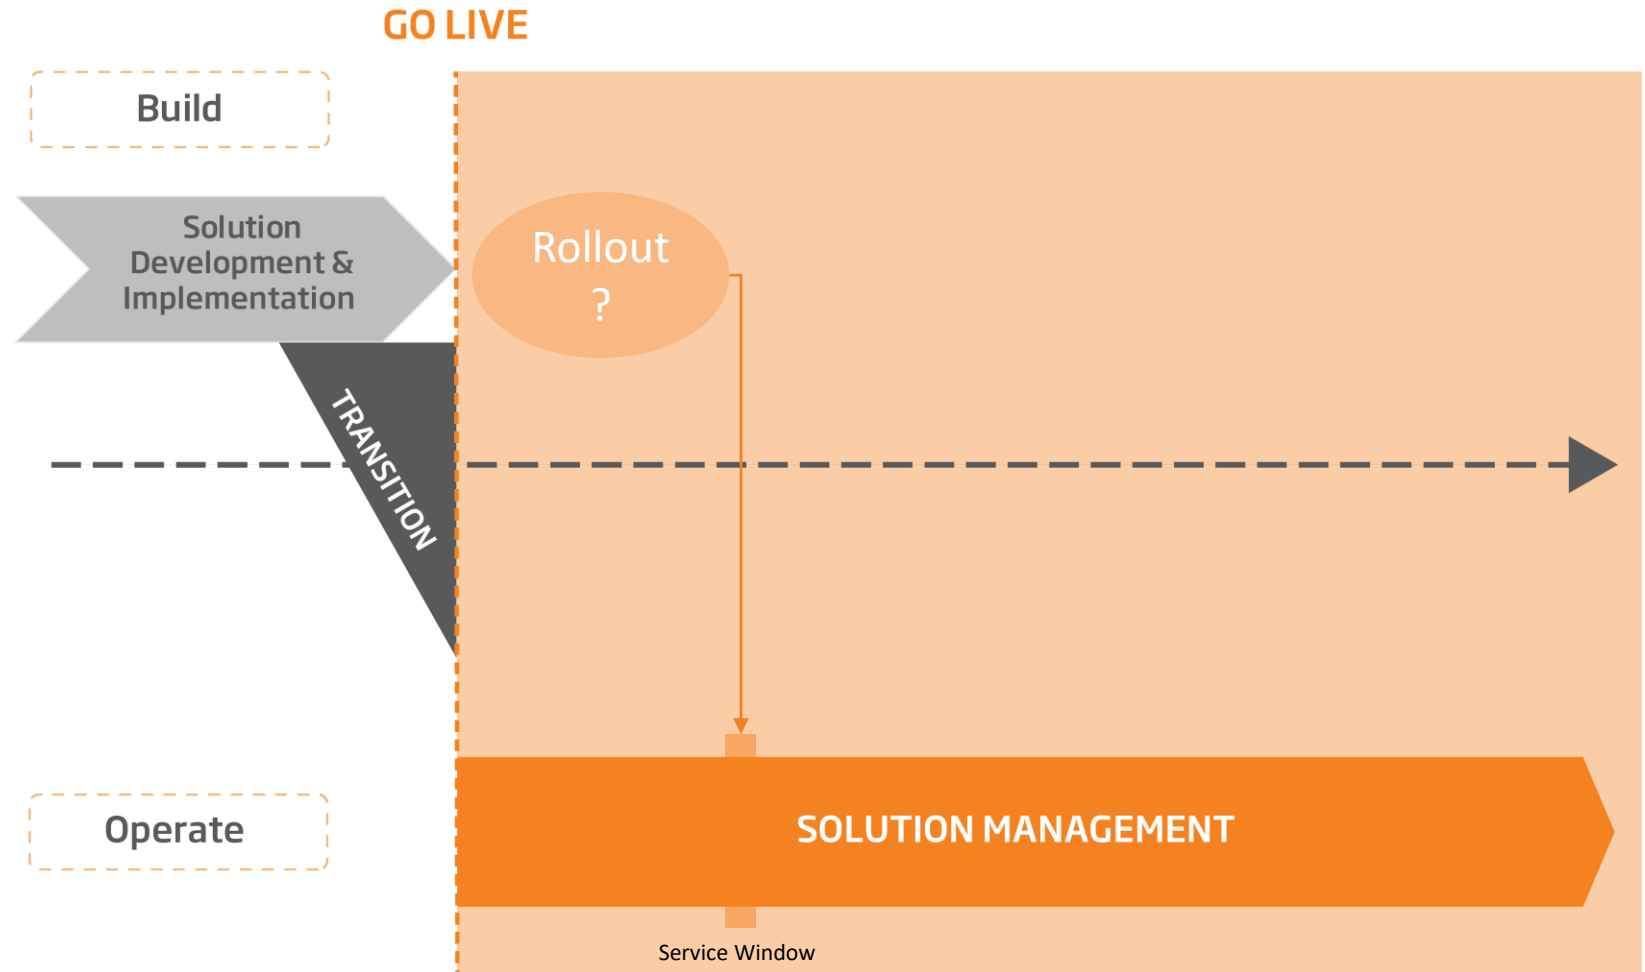 GO LIVE
Build
Solution
Development &
Implementation
Rollout
?
TRANSITION
Operate
SOLUTION MANAGEMENT
Service Window